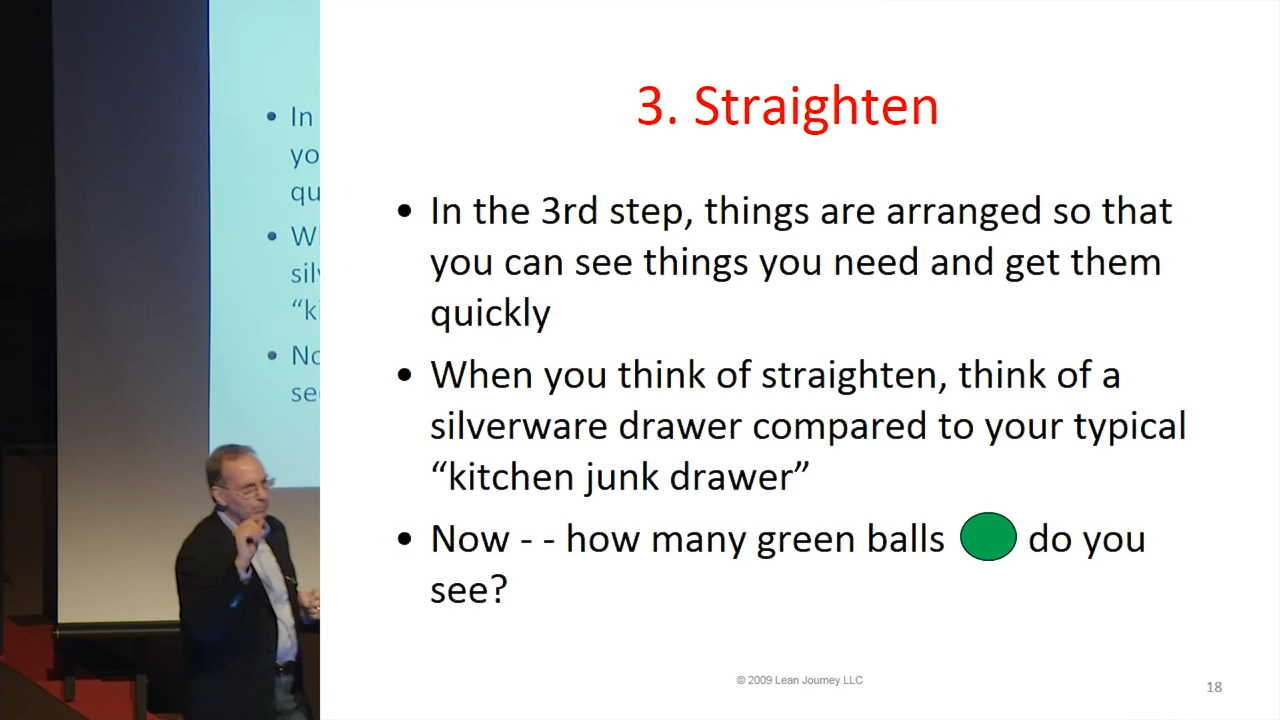 3. Straighten
• In the 3rd step, things are arranged so that
you can see things you need and get them
quickly
• When you think of straighten, think of a
silverware drawer compared to your typical
“kitchen junk drawer”
• Now - - how many green balls do you
see?
© 2009 Lean Journey LLC
18
• In
yo
qu
• W
sil
“ki
• No
se